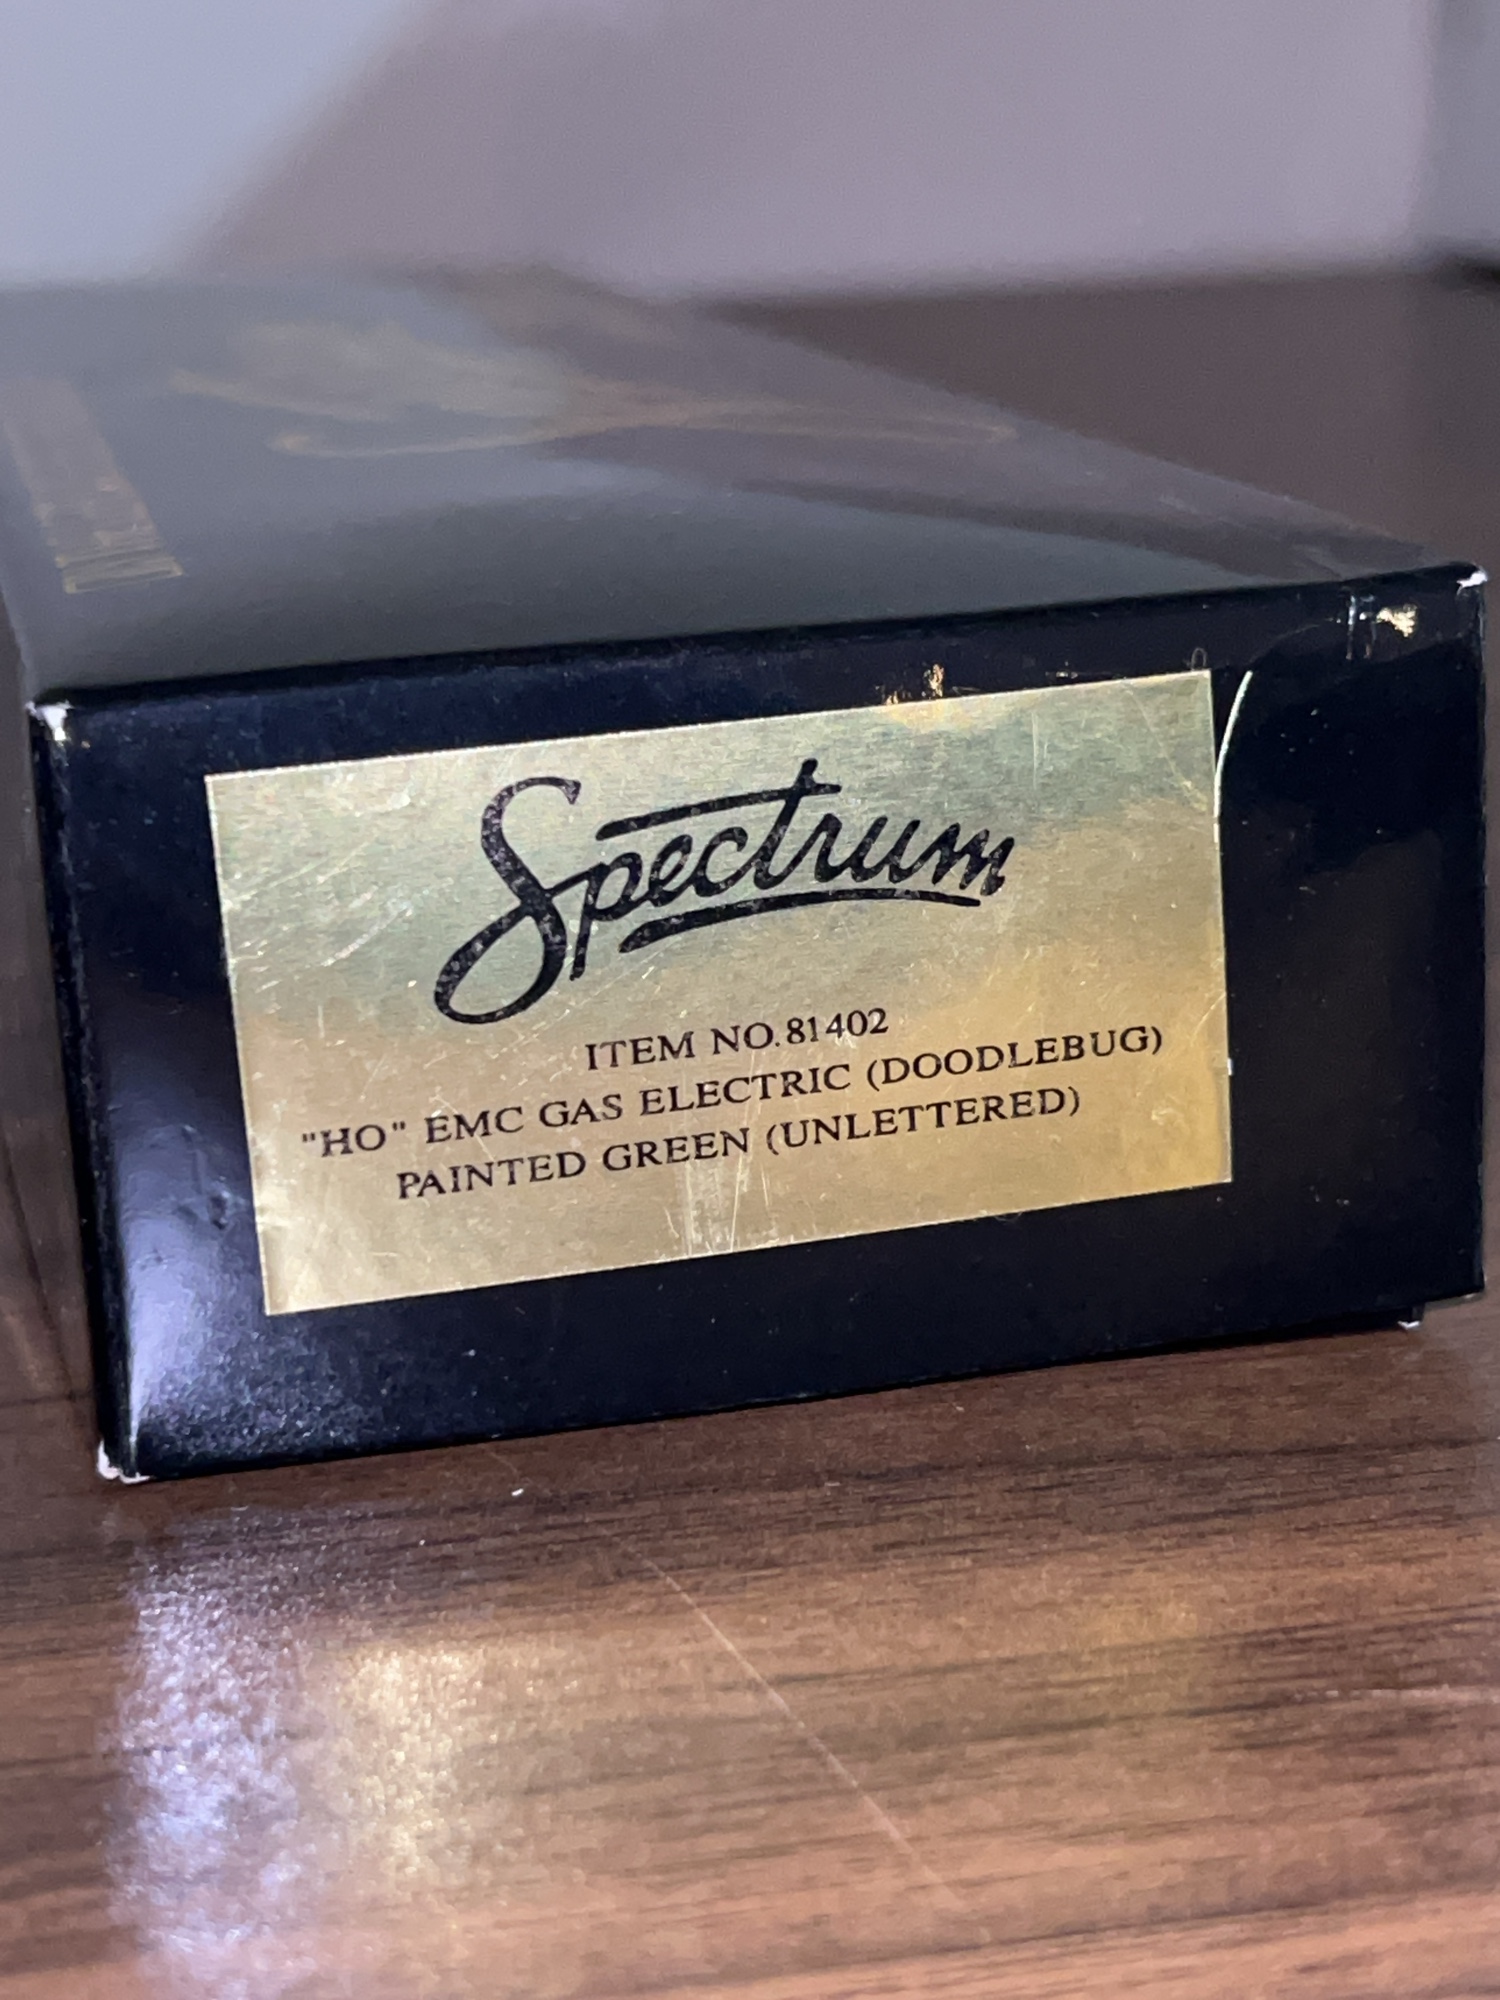 Spectrum
ITEM NO. 81402
"HO" EMC GAS ELECTRIC (DOODLEBUG)
PAINTED GREEN (UNLETTERED)